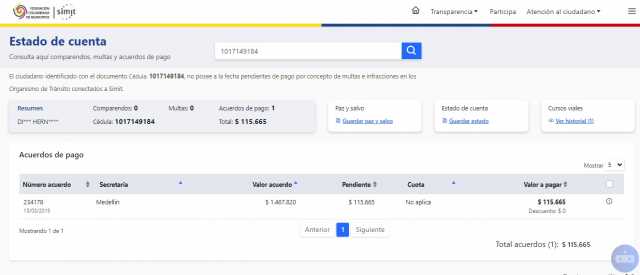 FEDERACIÓN COLOMBIANA DE MUNICIPIOS simit Transparencia Participa Atención al ciudadano
Estado de cuenta
Consulta aquí comparendos, multas y acuerdos de pago
1017149184
El ciudadano identificado con el documento Cédula: 1017149184, no posee a la fecha pendientes de pago por concepto de multas e infracciones en los
Organismo de Tránsito conectados a Simit.
Resumen Comparendos: 0 Multas: 0 Acuerdos de pago: 1
DI*** HERN**** Cédula: 1017149184 Total: $ 115.665
Paz y salvo
Guardar paz y salvo
Estado de cuenta
Guardar estado
Cursos viales
Ver historial (1)
Acuerdos de pago
Mostrar 5
Número acuerdo Secretaría Valor acuerdo Pendiente Cuota Valor a pagar
234178 Medellin $ 1.467.820 $ 115.665 No aplica $ 115.665
Descuento: $ 0
Mostrando 1 de 1
Anterior 1 Siguiente
Total acuerdos (1): $ 115.665